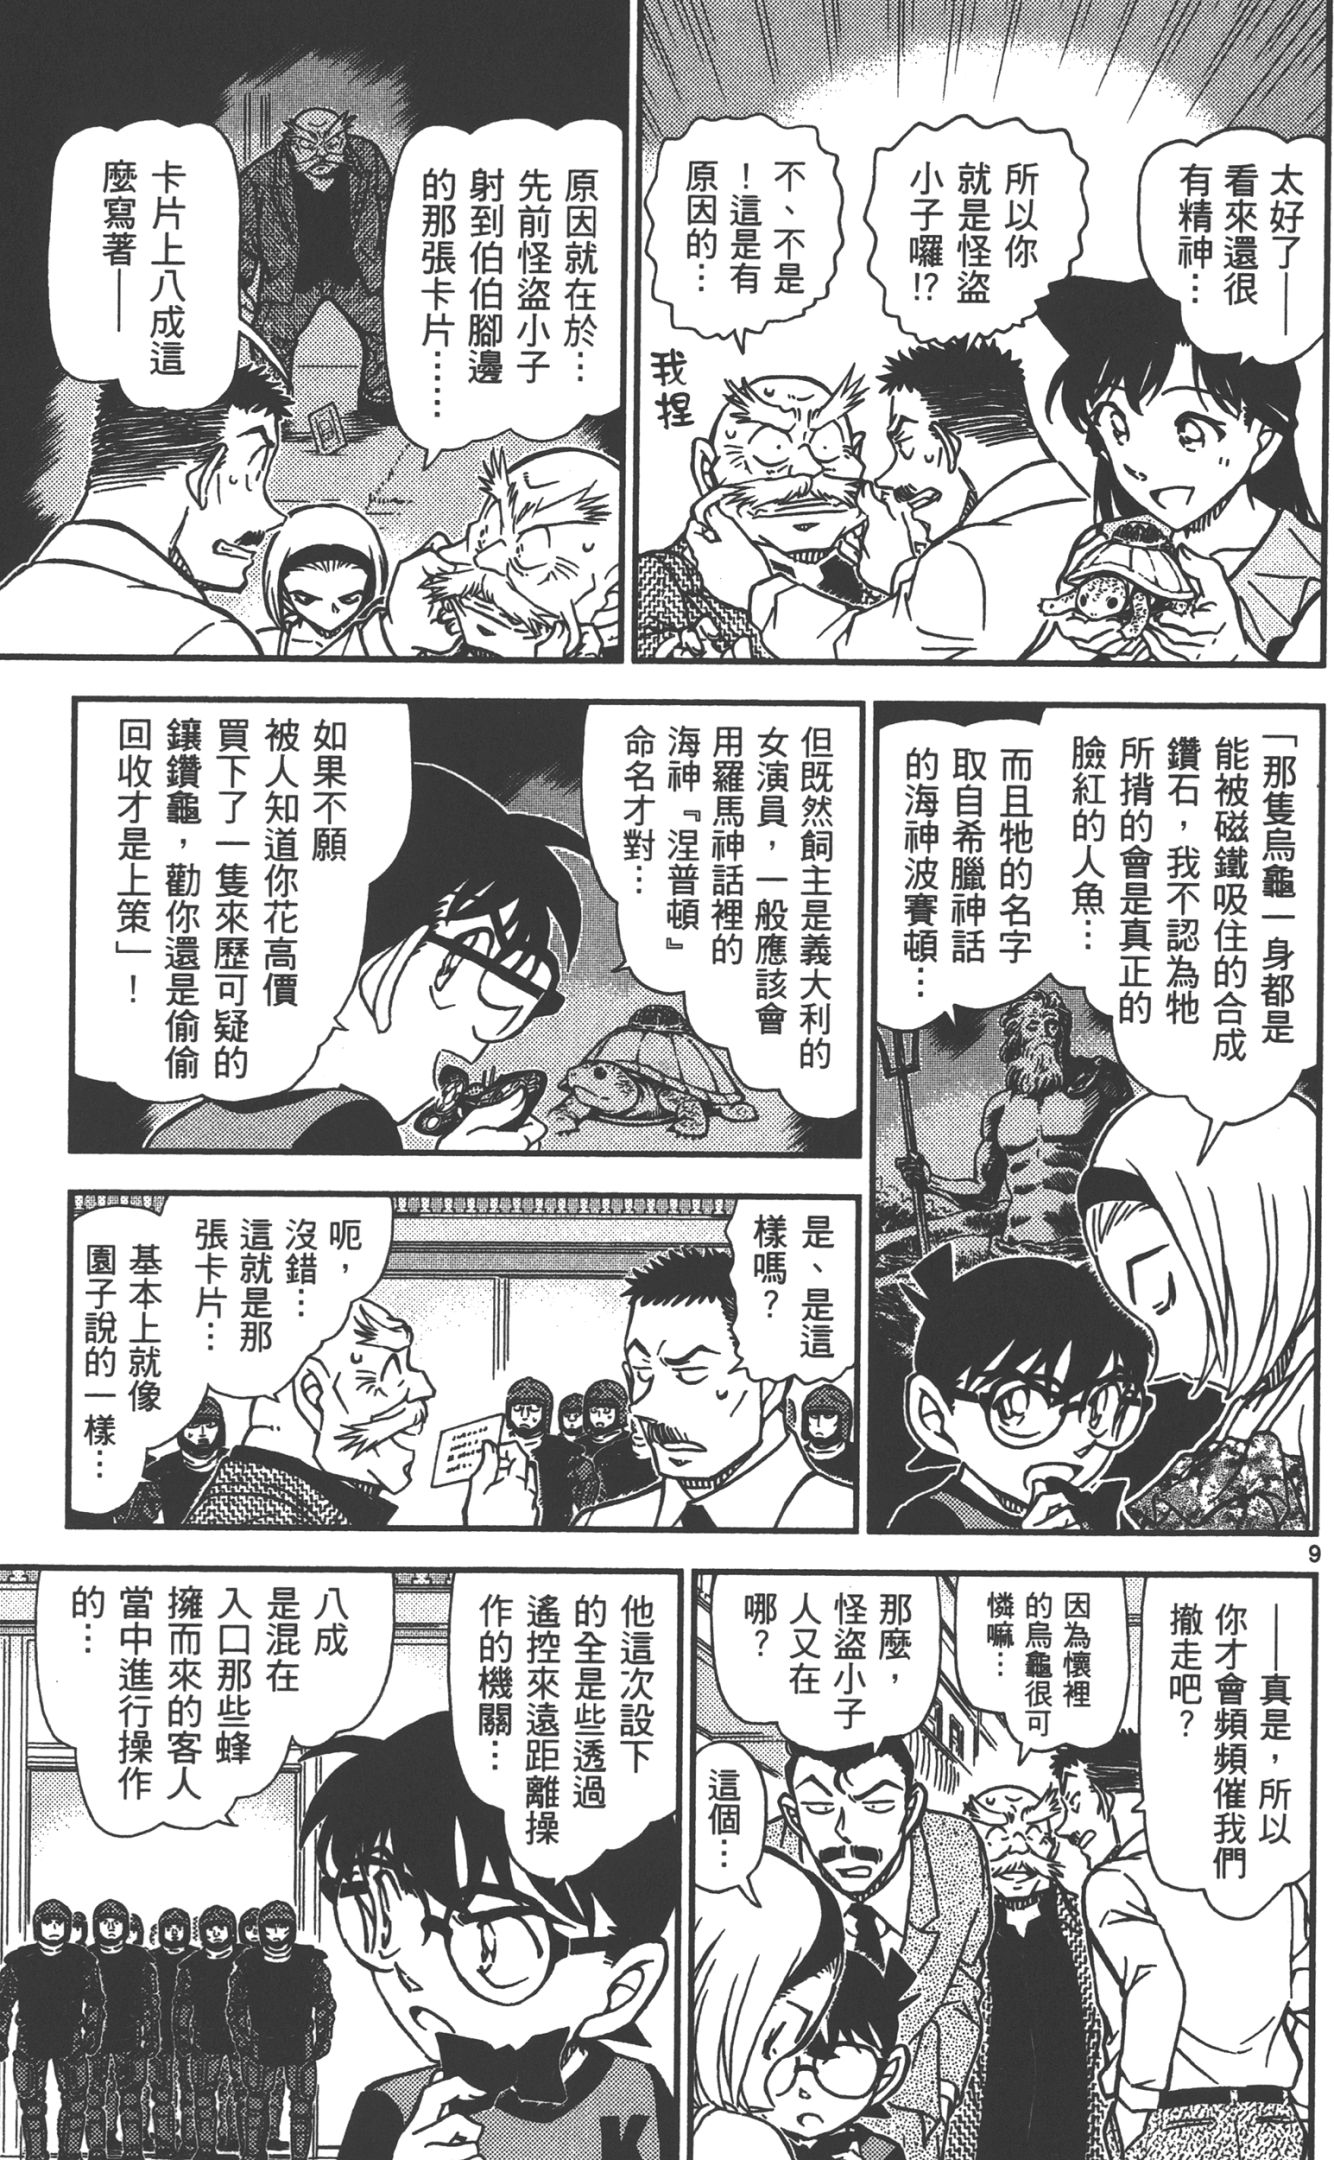 太好了——
看來還很
有精神…
所以你
就是怪盜
小子囉!?
不、不是
！這是有
原因的…
我捏
原因就在於…
先前怪盜小子
射到伯伯腳邊
的那張卡片……
卡片上八成這
麼寫著——
「那隻烏龜一身都是
能被磁鐵吸住的合成
鑽石，我不認為牠
所揹的會是真正的
臉紅的人魚…
而且牠的名字
取自希臘神話
的海神波賽頓…
但既然飼主是義大利的
女演員，一般應該會
用羅馬神話裡的
海神『涅普頓』
命名才對…
如果不願
被人知道你花高價
買下了一隻來歷可疑的
鑲鑽龜，勸你還是偷偷
回收才是上策」！
是、是這
樣嗎？
呃，
沒錯…
這就是那
張卡片…
基本上就像
園子說的一樣…
9
——真是，所以
你才會頻頻催我們
撤走吧？
因為懷裡
的烏龜很可
憐嘛…
那麼，
怪盜小子
人又在
哪？
這個…
他這次設下
的全是些透過
遙控來遠距離操
作的機關…
八成
是混在
入口那些蜂
擁而來的客人
當中進行操作
的…
K